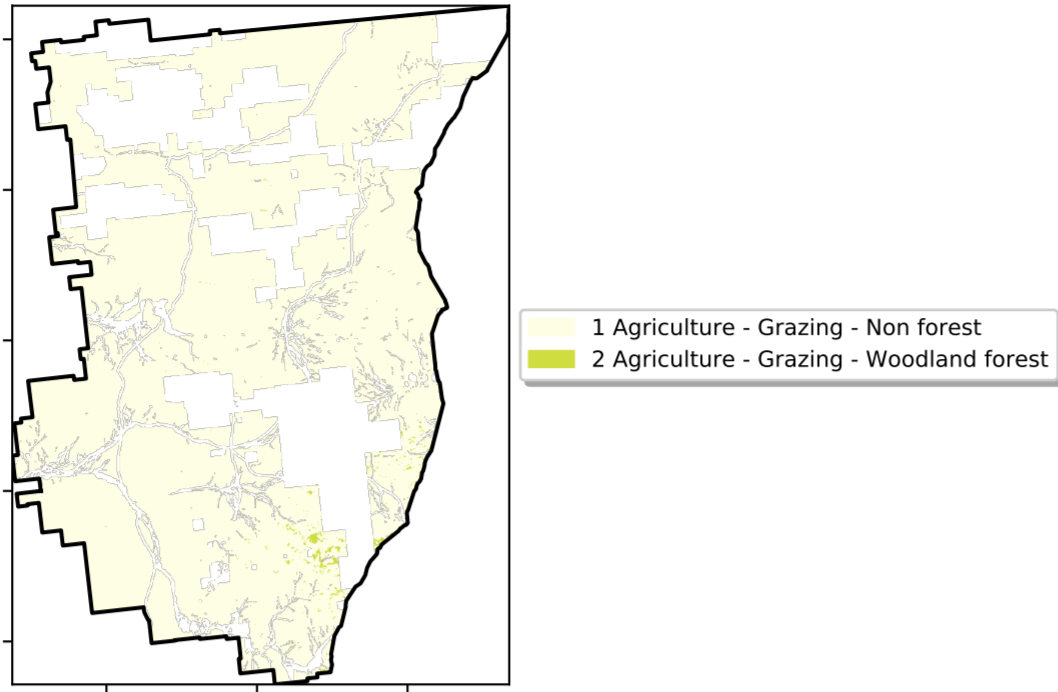 1 Agriculture - Grazing - Non forest
2 Agriculture - Grazing - Woodland forest